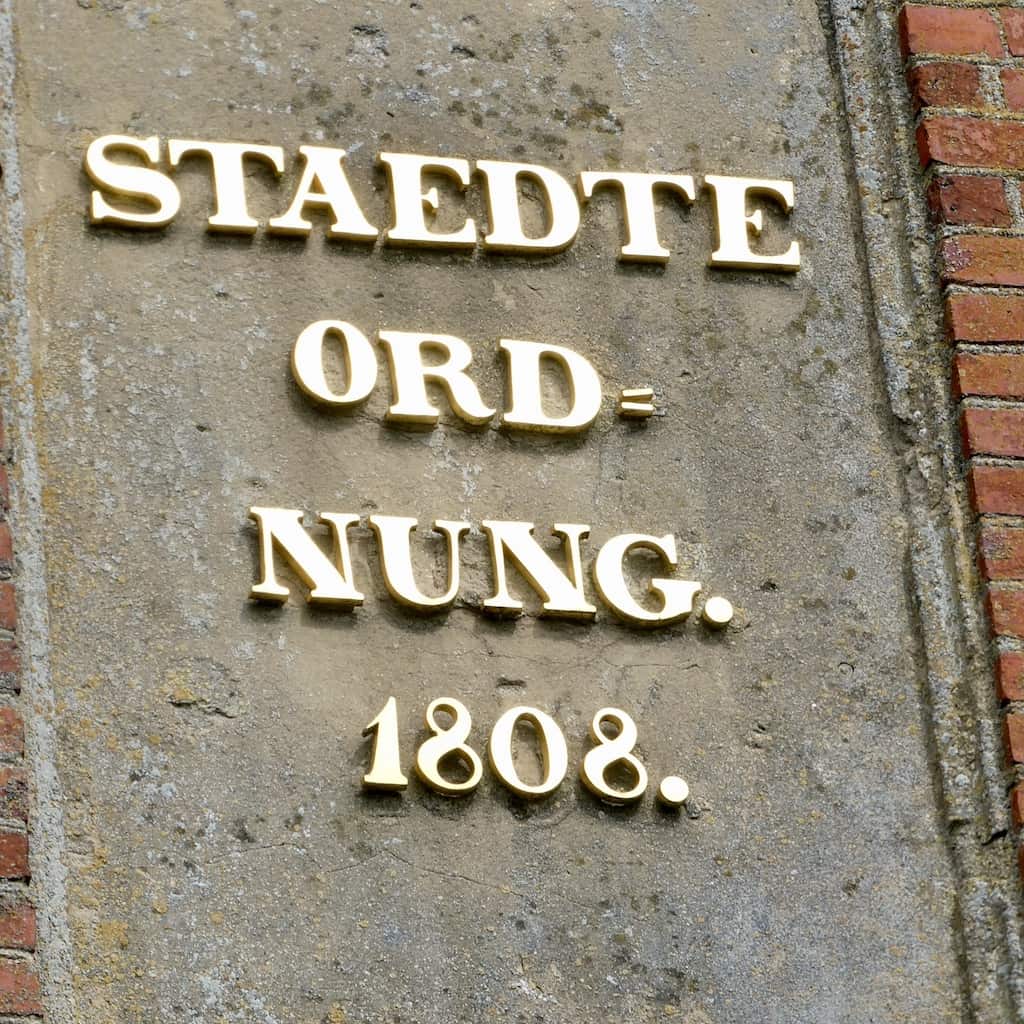 STAEDTE
ORD=
NUNG.
1808.